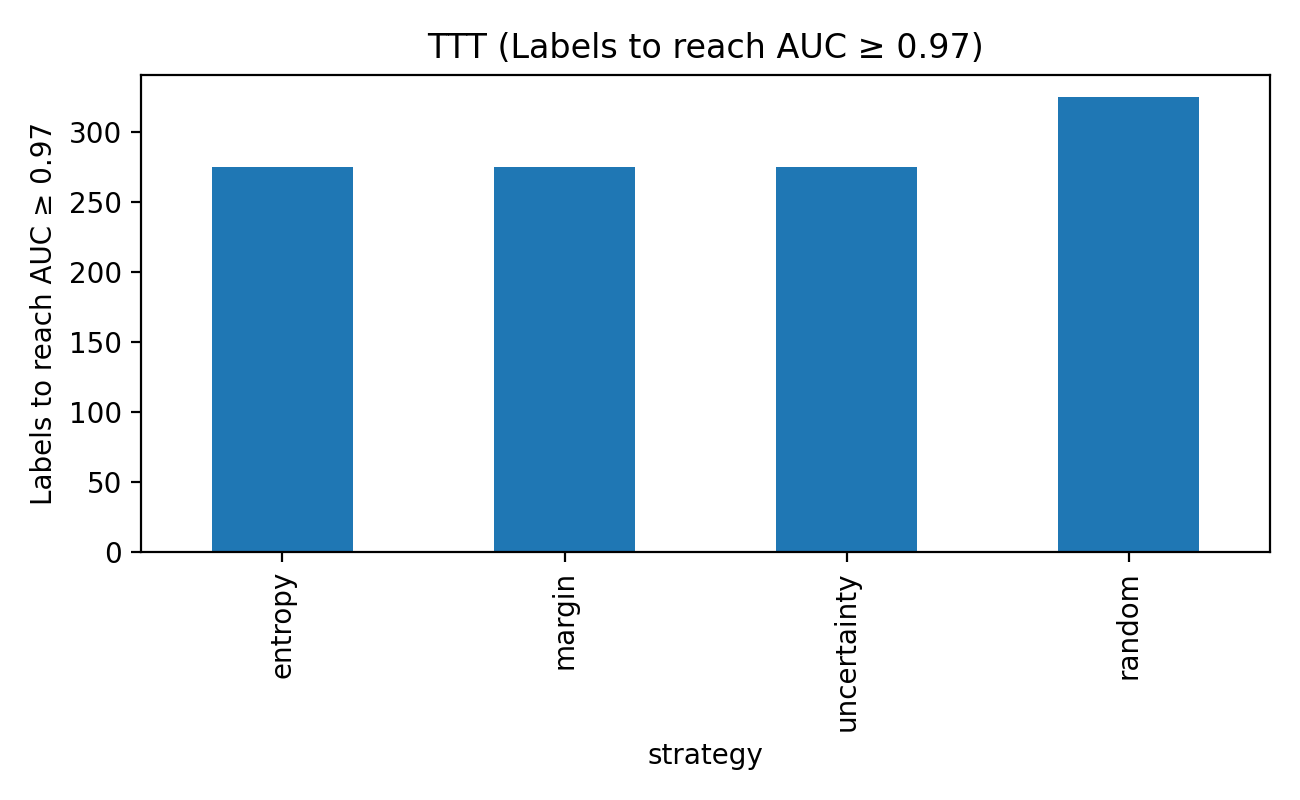 TTT (Labels to reach AUC ≥ 0.97)
Labels to reach AUC ≥ 0.97
300
250
200
150
100
50
0
entropy
margin
uncertainty
random
strategy